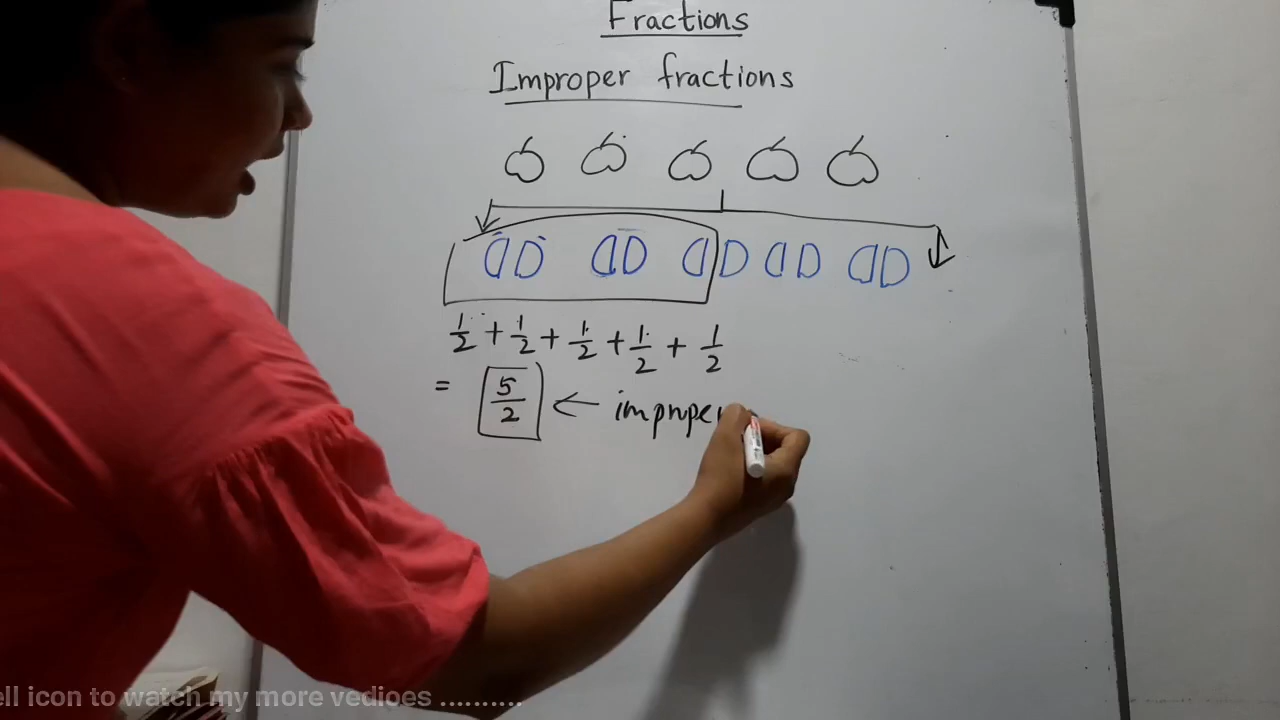 Fractions
Improper fractions
1/2 + 1/2 + 1/2 + 1/2 + 1/2
= 5/2 ← improper
ell icon to watch my more vedioes ..........